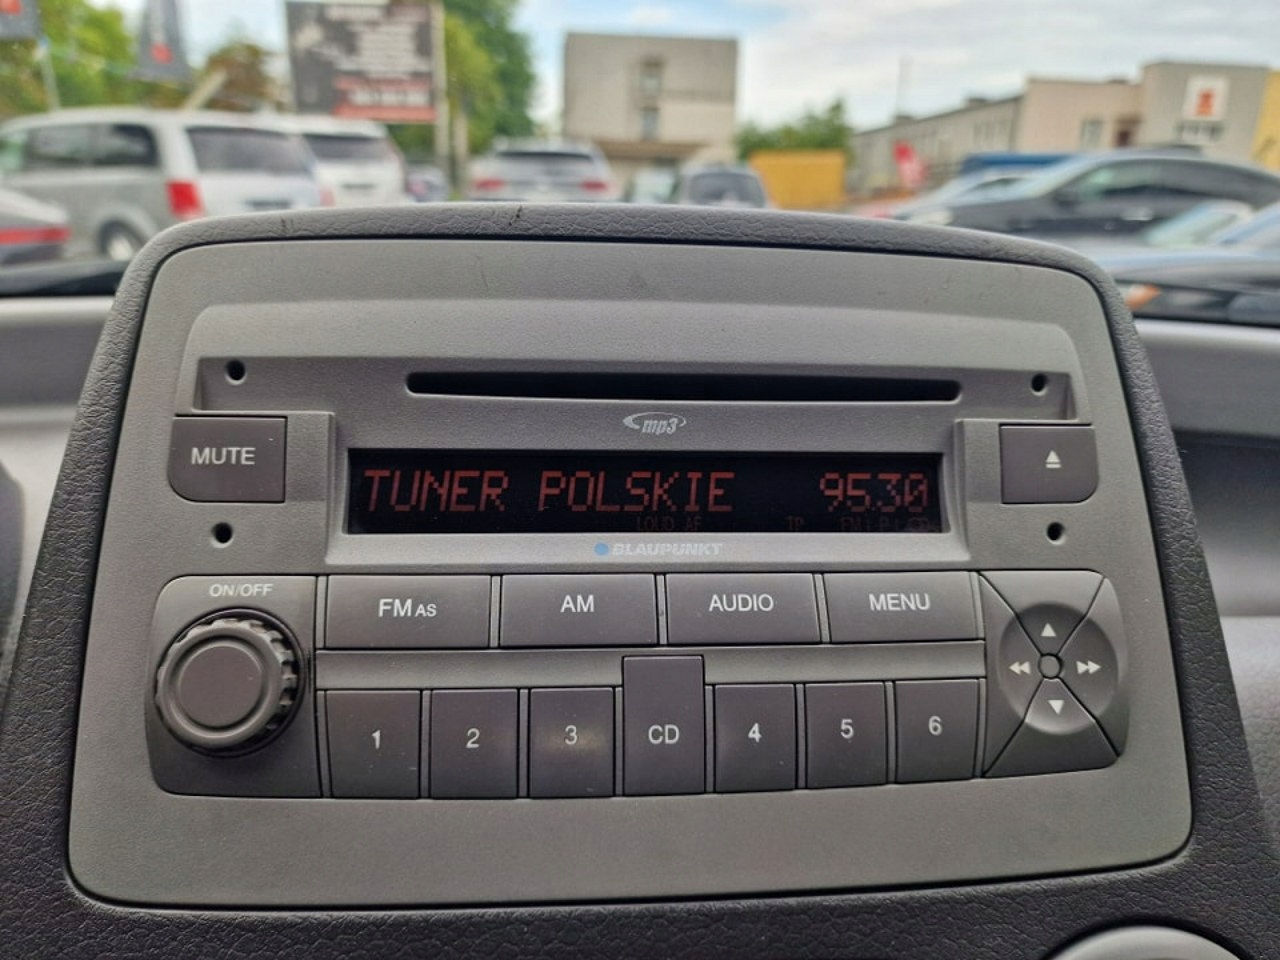 mp3
MUTE
TUNER POLSKIE 95.30
LOUD AF TP
BLAUPUNKT
ON/OFF
FM AS AM AUDIO MENU
1 2 3 CD 4 5 6